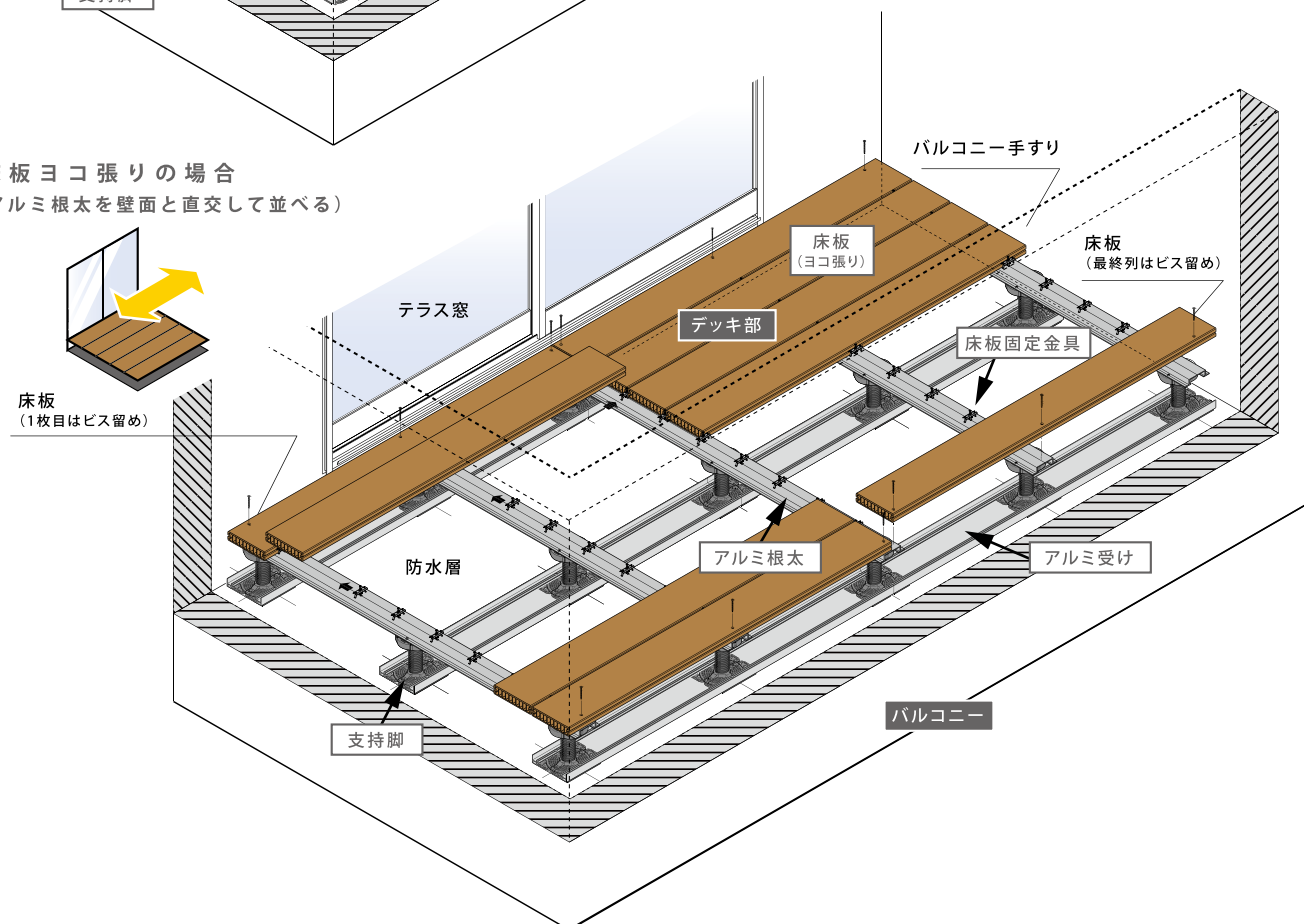 板ヨコ張りの場合
アルミ根太を壁面と直交して並べる）
バルコニー手すり
床板
（ヨコ張り）
床板
（最終列はビス留め）
テラス窓
デッキ部
床板固定金具
床板
（1枚目はビス留め）
防水層
アルミ根太
アルミ受け
支持脚
バルコニー